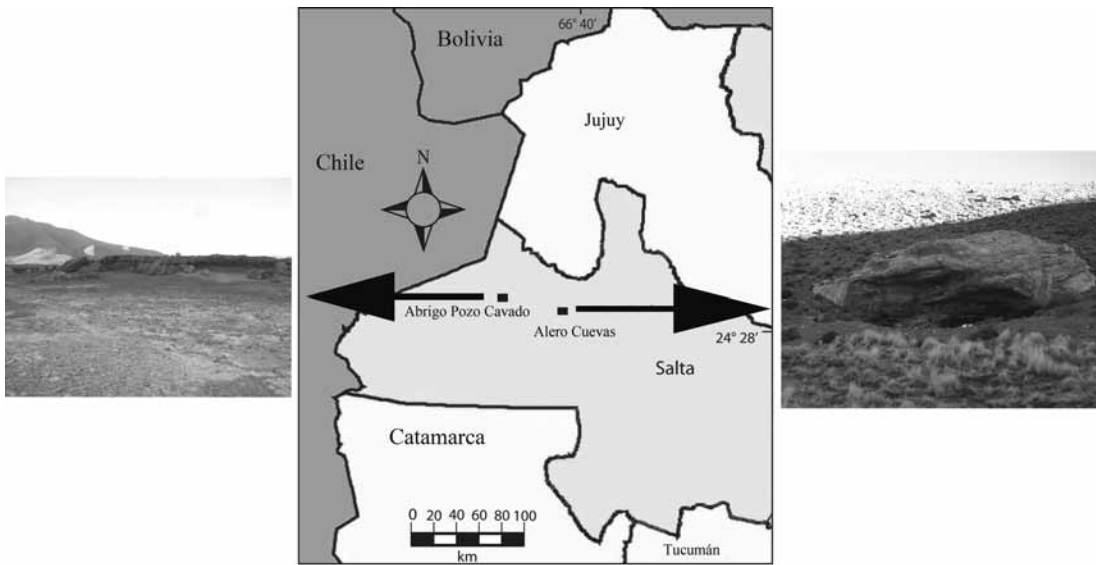 66° 40'
Bolivia
Jujuy
Chile
N
Abrigo Pozo Cavado
Alero Cuevas
24° 28'
Salta
Catamarca
0 20 40 60 80 100
km
Tucumán